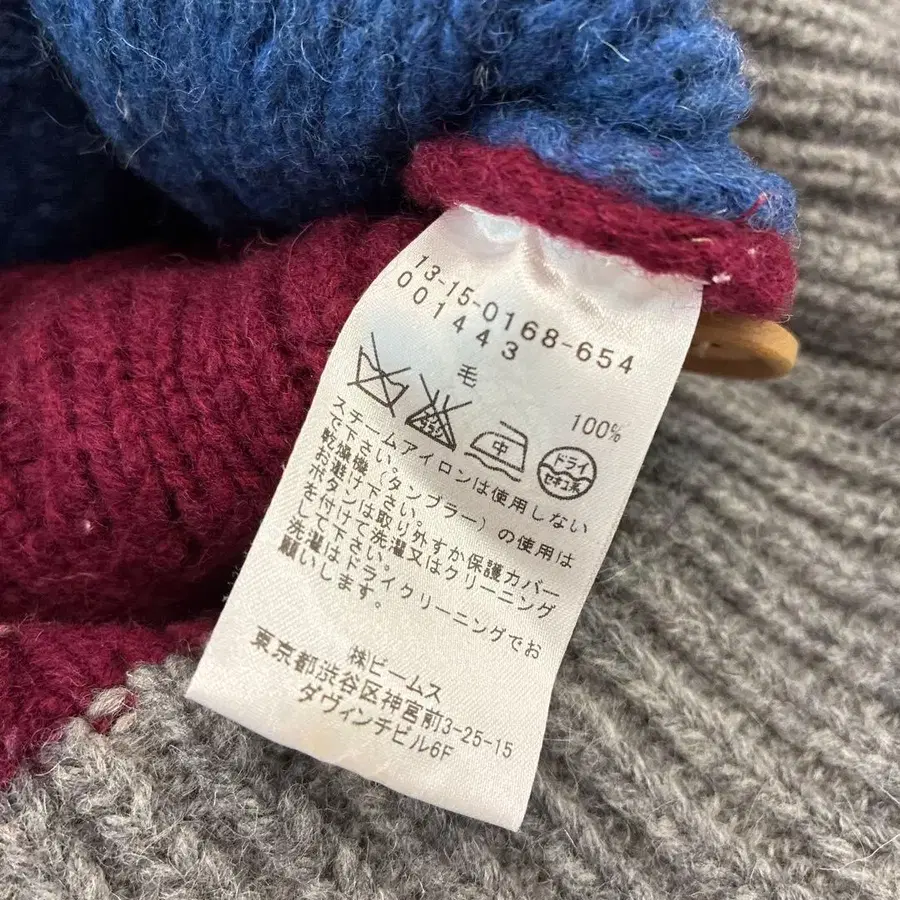 13-15-0168-654
001443
毛 100%
中
ドライ
セキユ系
スチームアイロンは使用しない
で下さい。
乾燥機(タンブラー)の使用は
お避け下さい。
ボタンは取り外すか保護カバー
を付けて洗濯又はクリーニング
して下さい。
洗濯は、ドライクリーニングでお
願いします。
㈱ビームス
東京都渋谷区神宮前3-25-15
ダヴィンチビル6F